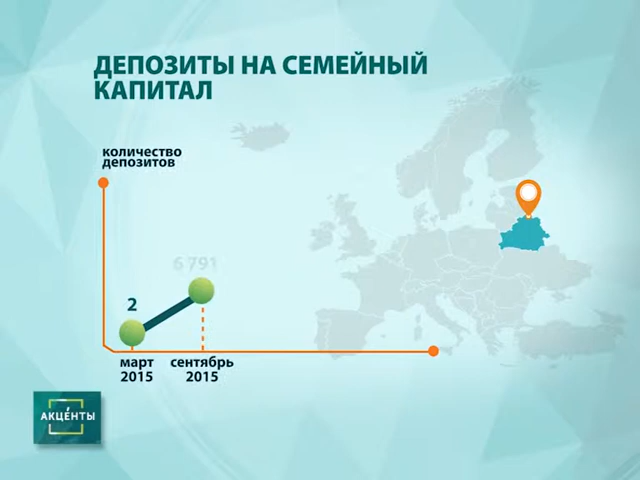 ДЕПОЗИТЫ НА СЕМЕЙНЫЙ
КАПИТАЛ
количество
депозитов
6 791
2
март
2015
сентябрь
2015
АКЦЕНТЫ